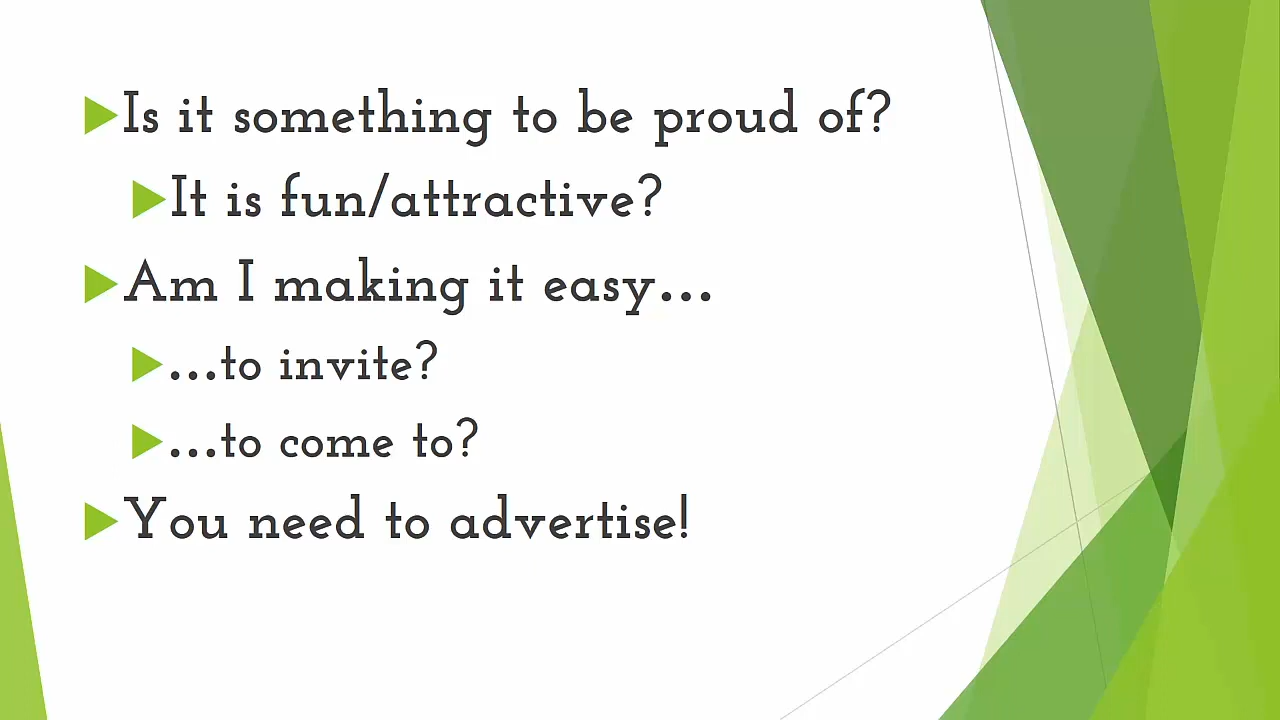 Is it something to be proud of?
It is fun/attractive?
Am I making it easy...
...to invite?
...to come to?
You need to advertise!